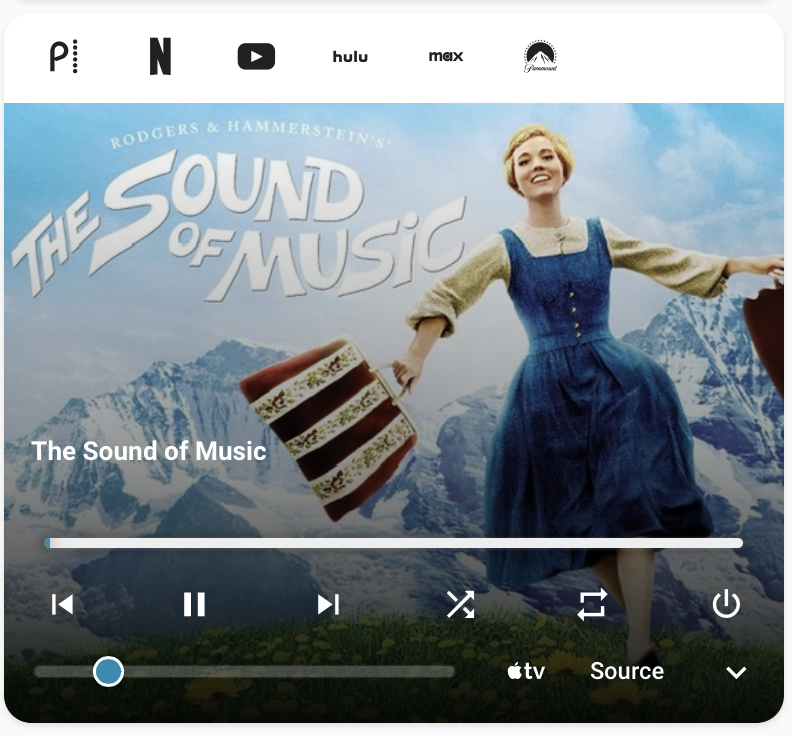 P
N
hulu
max
Paramount
RODGERS & HAMMERSTEIN'S
THE SOUND
OF MUSiC
The Sound of Music
tv
Source